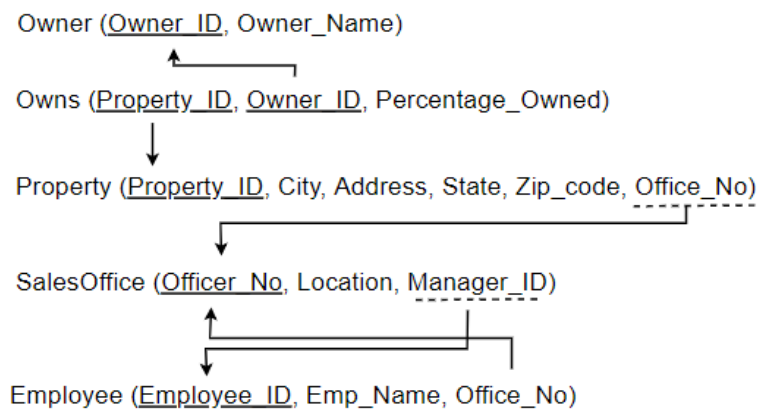 Owner (Owner_ID, Owner_Name)
Owns (Property_ID, Owner_ID, Percentage_Owned)
Property (Property_ID, City, Address, State, Zip_code, Office_No)
SalesOffice (Officer_No, Location, Manager_ID)
Employee (Employee_ID, Emp_Name, Office_No)